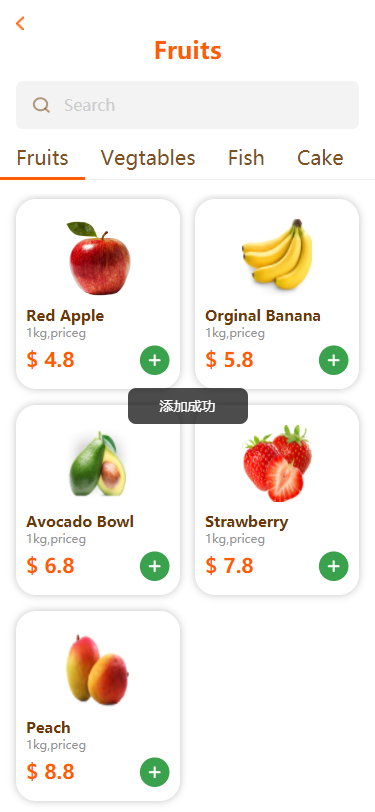 Fruits
Search
Fruits Vegtables Fish Cake
Red Apple
1kg,priceg
$ 4.8
Orginal Banana
1kg,priceg
$ 5.8
添加成功
Avocado Bowl
1kg,priceg
$ 6.8
Strawberry
1kg,priceg
$ 7.8
Peach
1kg,priceg
$ 8.8